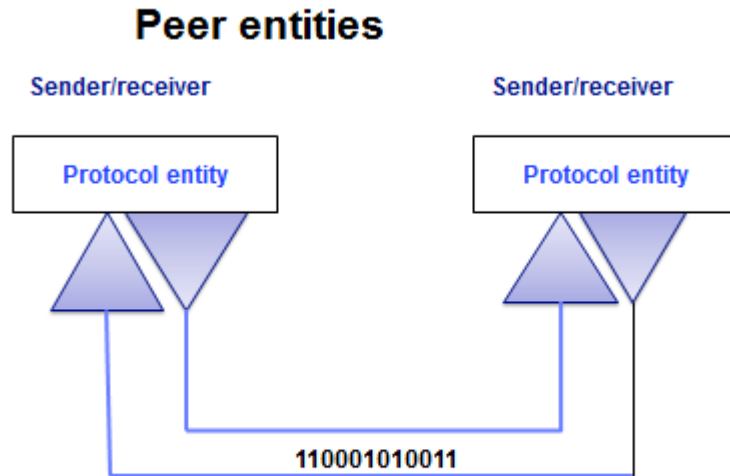 Peer entities
Sender/receiver
Sender/receiver
Protocol entity
Protocol entity
110001010011